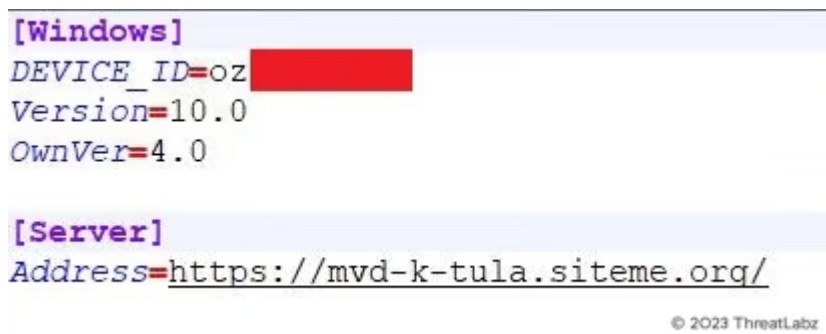 [Windows]
DEVICE_ID=oz
Version=10.0
OwnVer=4.0
[Server]
Address=https://mvd-k-tula.siteme.org/
© 2023 ThreatLabz